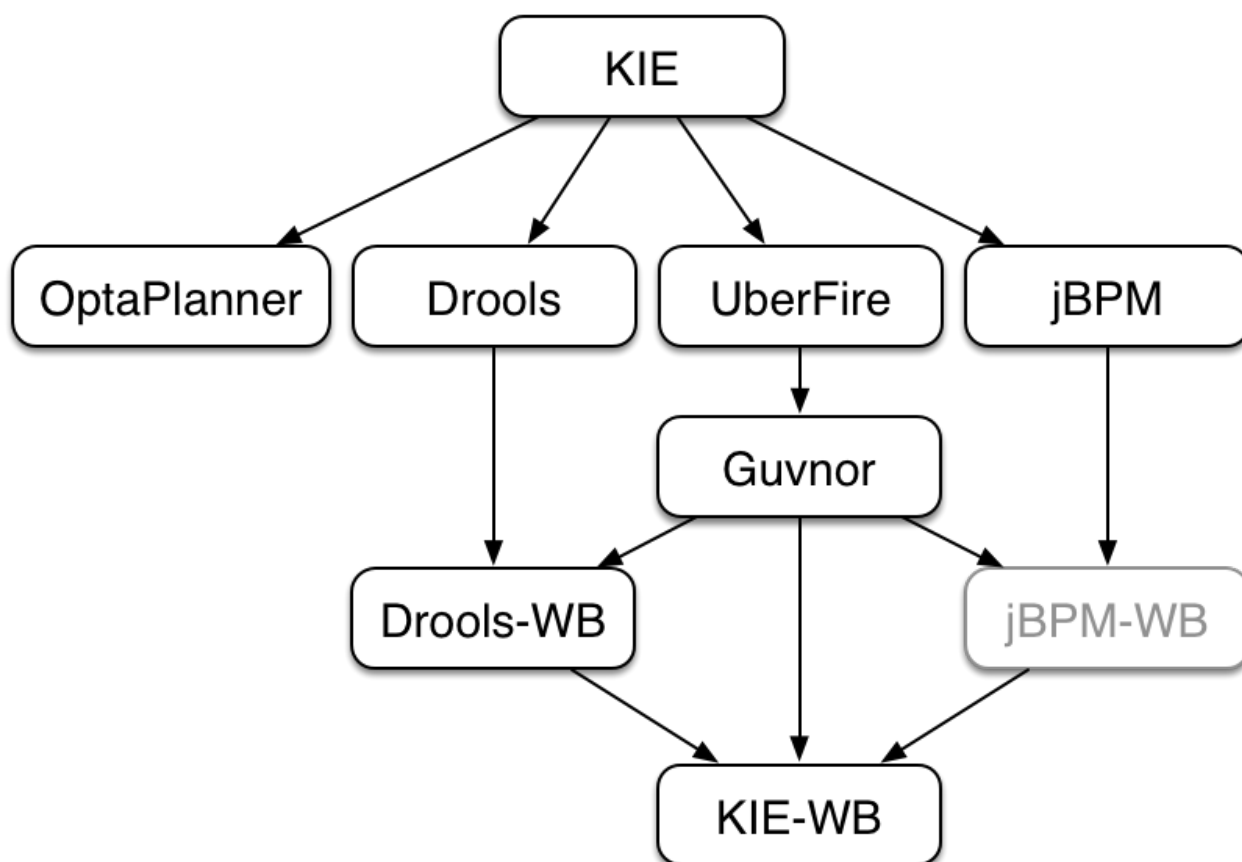 KIE
OptaPlanner
Drools
UberFire
jBPM
Guvnor
Drools-WB
jBPM-WB
KIE-WB